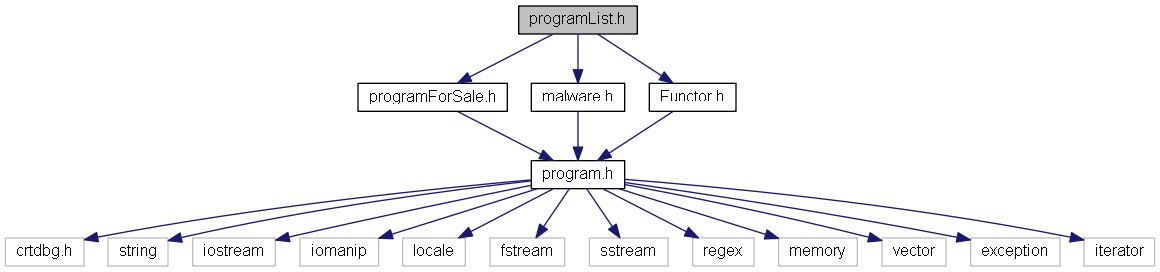 programList.h
programForSale.h
malware.h
Functor.h
program.h
crtdbg.h
string
iostream
iomanip
locale
fstream
sstream
regex
memory
vector
exception
iterator